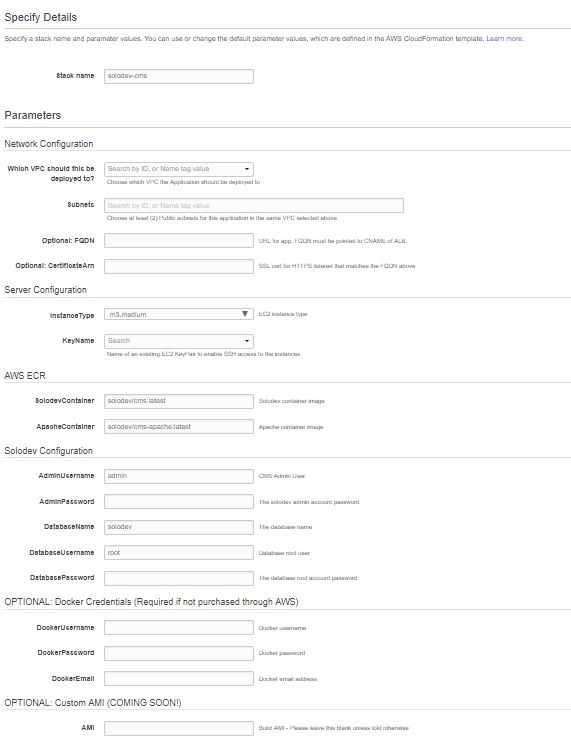 Specify Details
Specify a stack name and parameter values. You can use or change the default parameter values, which are defined in the AWS CloudFormation template. Learn more.
Stack name solodev-cms
Parameters
Network Configuration
Which VPC should this be Search by ID, or Name tag value
deployed to? Choose which VPC the Application should be deployed to
Subnets Search by ID, or Name tag value
Choose at least (2) Public subnets for this application in the same VPC selected above
Optional: FQDN URL for app. FQDN must be pointed to CNAME of ALB.
Optional: CertificateArn SSL cert for HTTPS listener that matches the FQDN above
Server Configuration
InstanceType m3.medium EC2 instance type
KeyName Search
Name of an existing EC2 KeyPair to enable SSH access to the instances
AWS ECR
SolodevContainer solodev/cms:latest Solodev container image
ApacheContainer solodev/cms-apache:latest Apache container image
Solodev Configuration
AdminUsername admin CMS Admin User
AdminPassword The solodev admin account password
DatabaseName solodev The database name
DatabaseUsername root Database root user
DatabasePassword The database root account password
OPTIONAL: Docker Credentials (Required if not purchased through AWS)
DockerUsername Docker username
DockerPassword Docker password
DockerEmail Docker email address
OPTIONAL: Custom AMI (COMING SOON!)
AMI Build AMI - Please leave this blank unless told otherwise